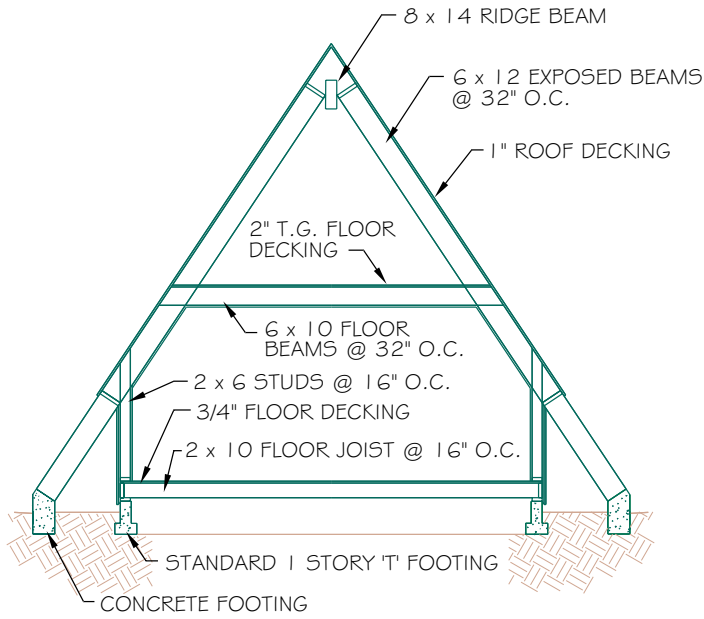 8 x 14 RIDGE BEAM
6 x 12 EXPOSED BEAMS
@ 32" O.C.
1" ROOF DECKING
2" T.G. FLOOR
DECKING
6 x 10 FLOOR
BEAMS @ 32" O.C.
2 x 6 STUDS @ 16" O.C.
3/4" FLOOR DECKING
2 x 10 FLOOR JOIST @ 16" O.C.
STANDARD 1 STORY 'T' FOOTING
CONCRETE FOOTING